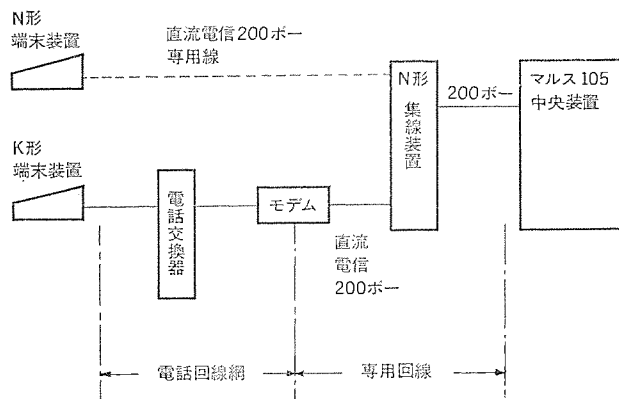 N形
端末装置
直流電信200ボー
専用線
N形
集線装置
200ボー
マルス105
中央装置
K形
端末装置
電話交換器
モデム
直流
電信
200ボー
電話回線網
専用回線